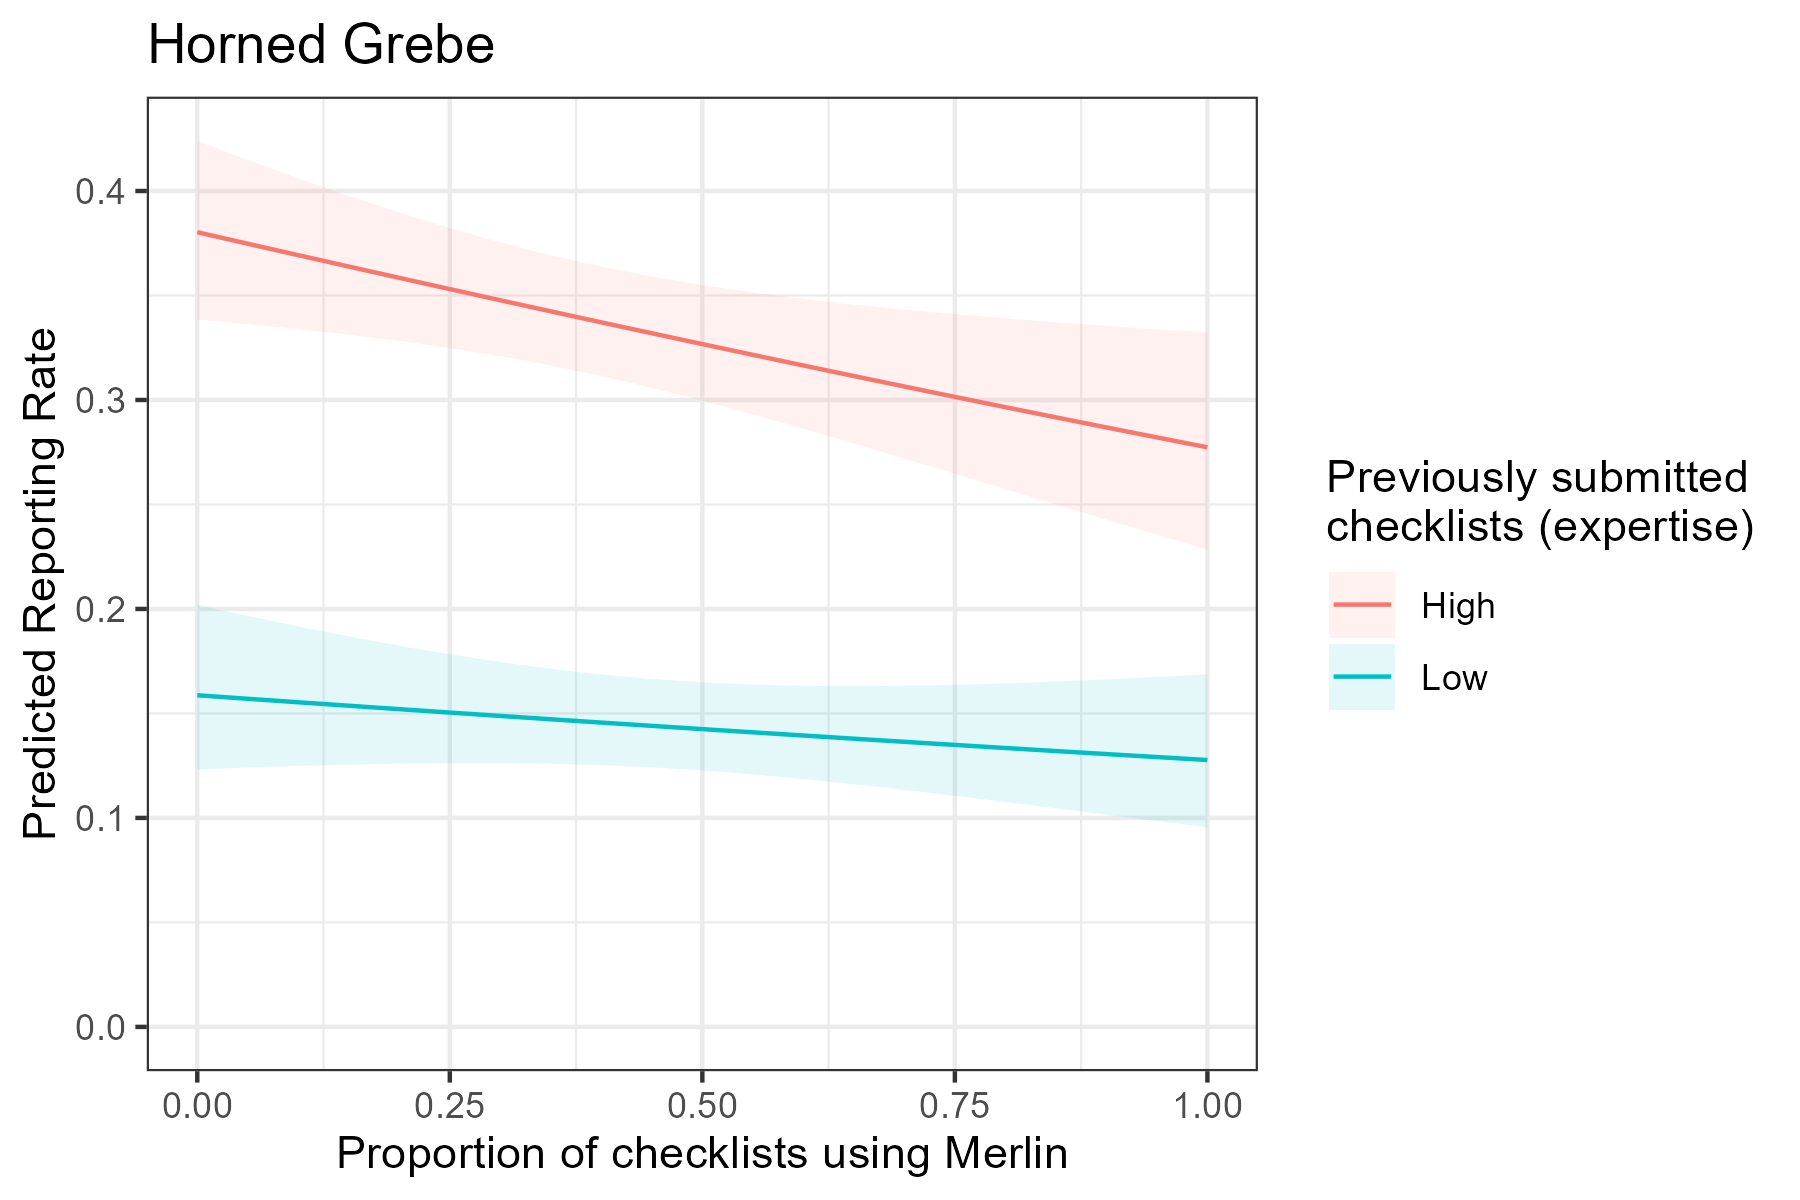 Horned Grebe
Predicted Reporting Rate
0.4
0.3
0.2
0.1
0.0
0.00 0.25 0.50 0.75 1.00
Proportion of checklists using Merlin
Previously submitted
checklists (expertise)
High
Low